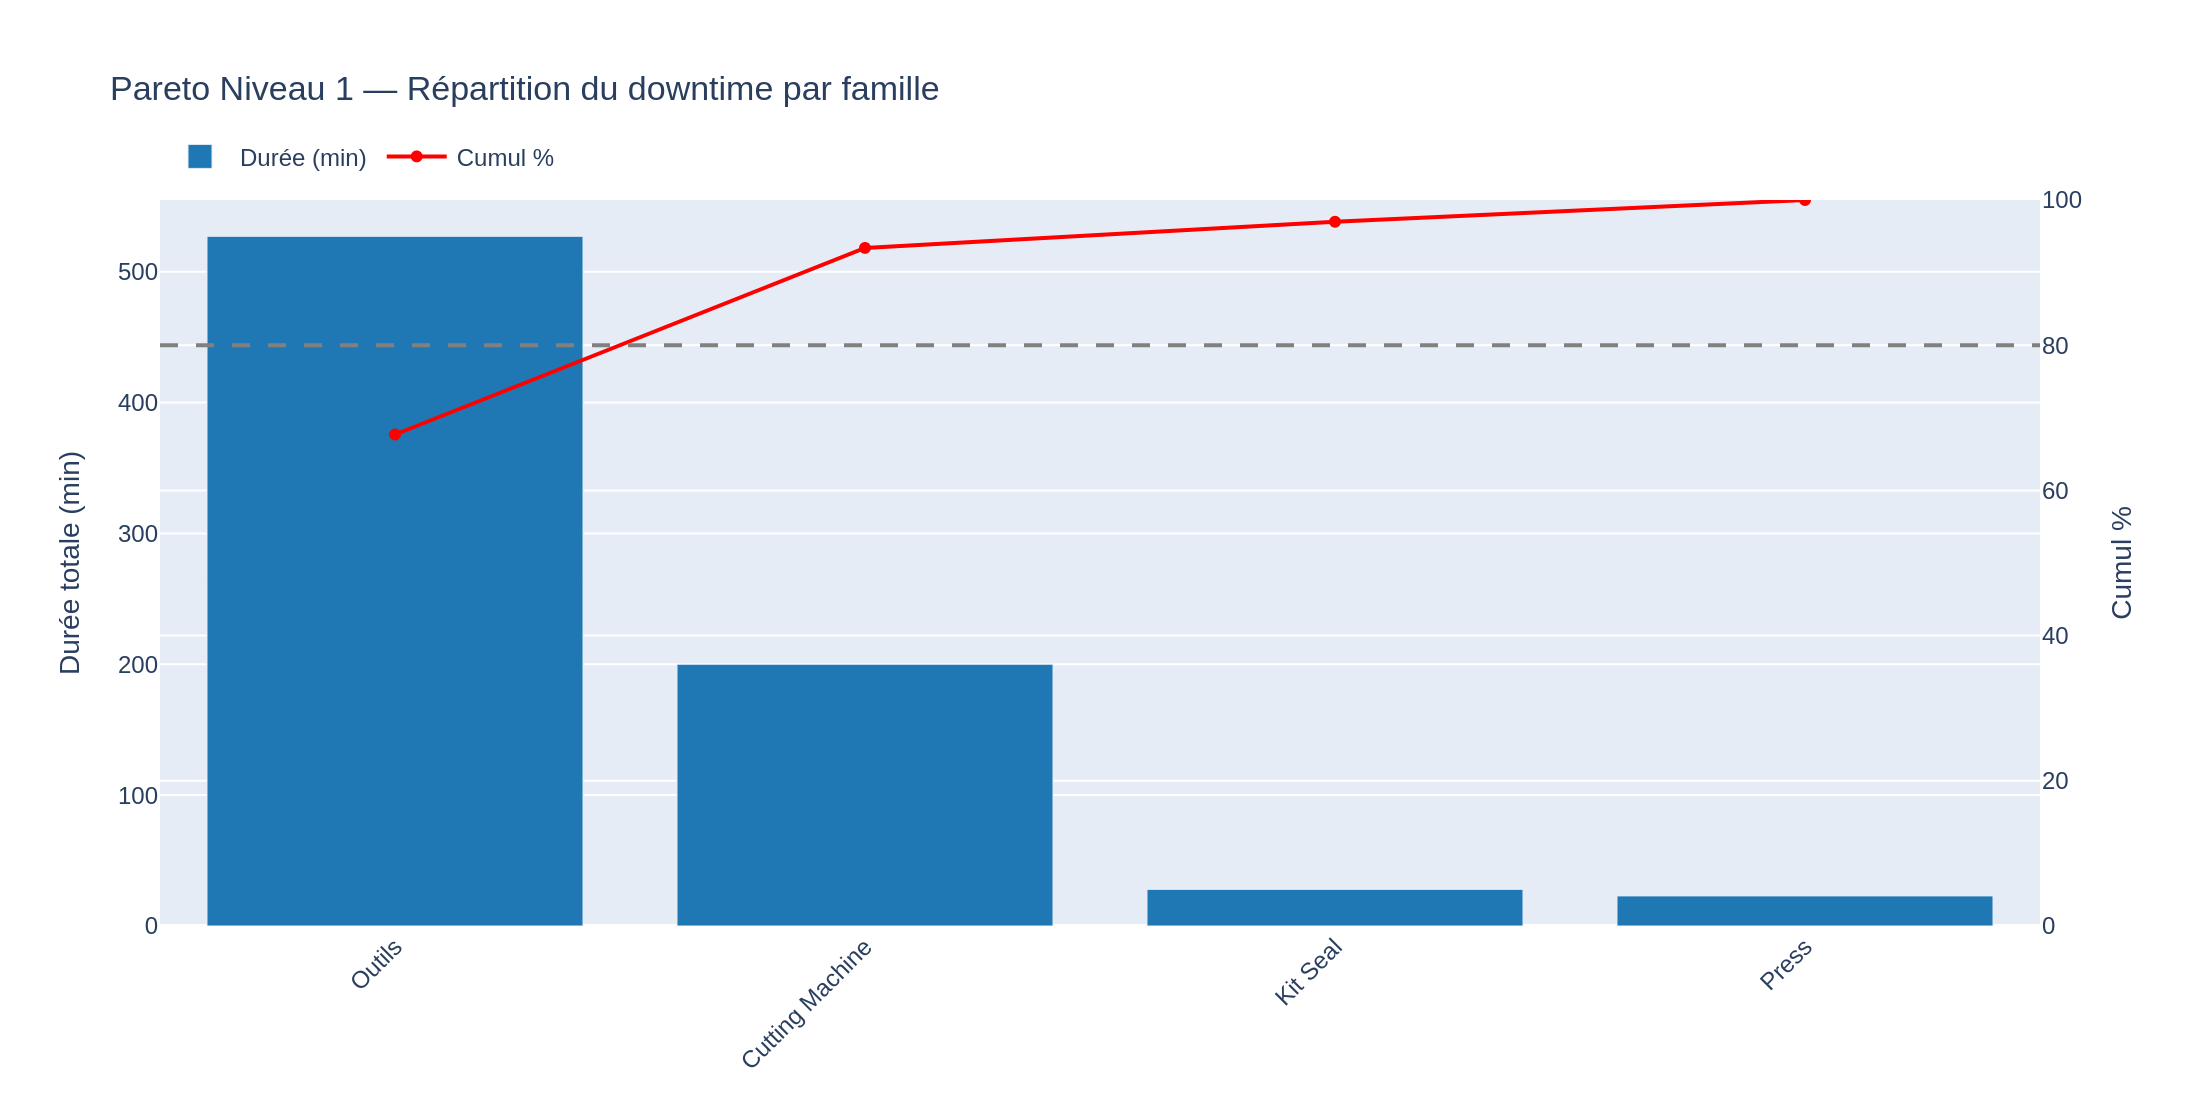 Pareto Niveau 1 — Répartition du downtime par famille
Durée (min) Cumul %
100
500
80
400
60
300
40
200
20
100
0 0
Durée totale (min)
Cumul %
Outils
Cutting Machine
Kit Seal
Press